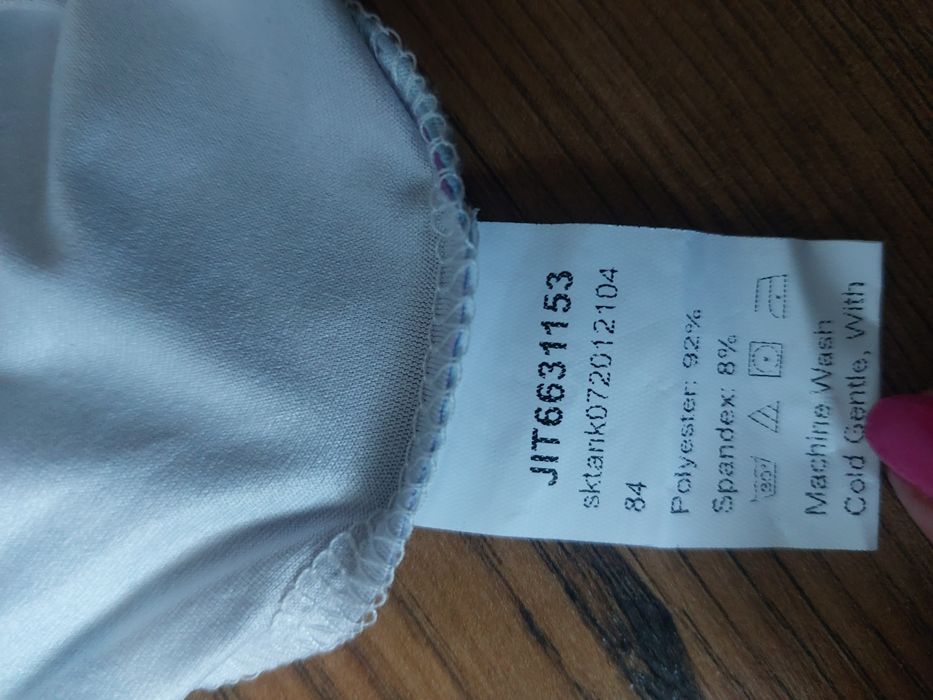 JIT6631153
sktank072012104
84
Polyester: 92%
Spandex: 8%
Machine Wash
Cold Gentle, With